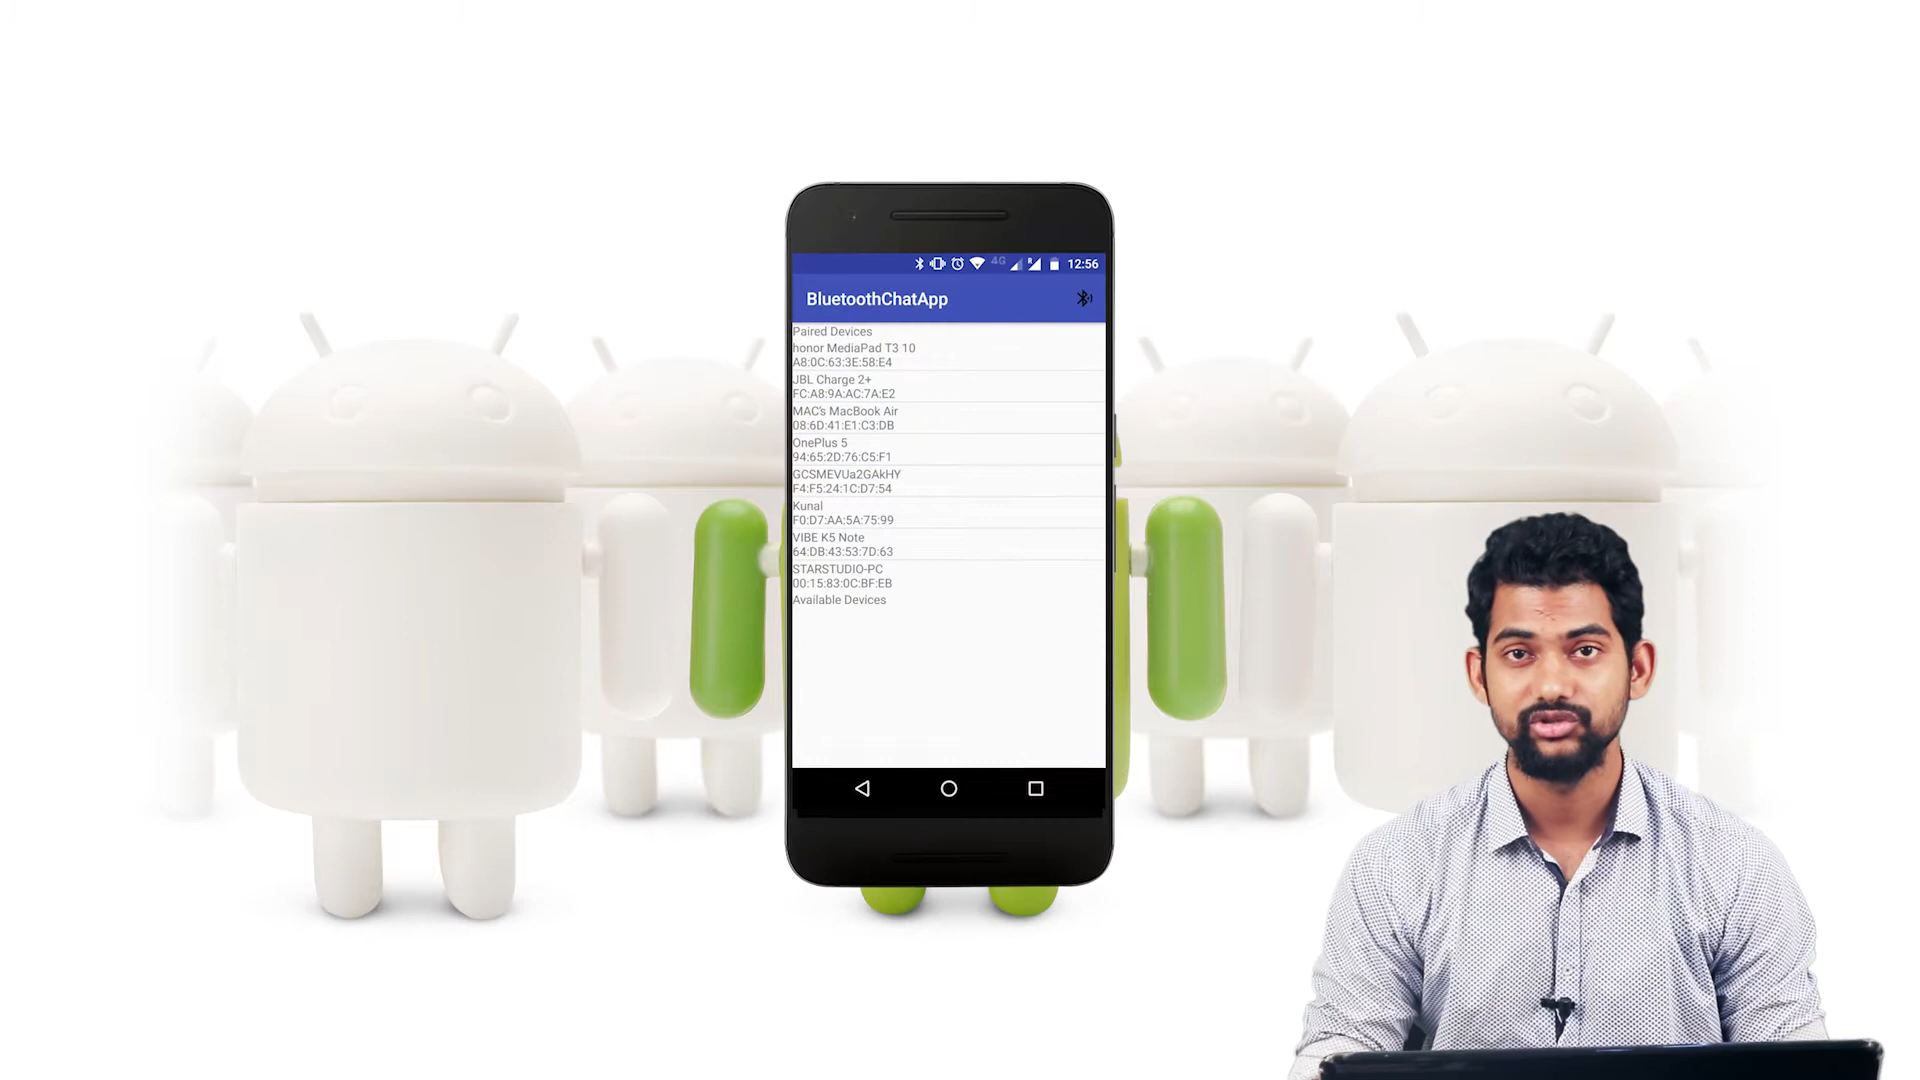 4G
R
12:56
BluetoothChatApp
Paired Devices
honor MediaPad T3 10
A8:0C:63:3E:58:E4
JBL Charge 2+
FC:A8:9A:AC:7A:E2
MAC's MacBook Air
08:6D:41:E1:C3:DB
OnePlus 5
94:65:2D:76:C5:F1
GCSMEVUa2GAkHY
F4:F5:24:1C:D7:54
Kunal
F0:D7:AA:5A:75:99
VIBE K5 Note
64:DB:43:53:7D:63
STARSTUDIO-PC
00:15:83:0C:BF:EB
Available Devices